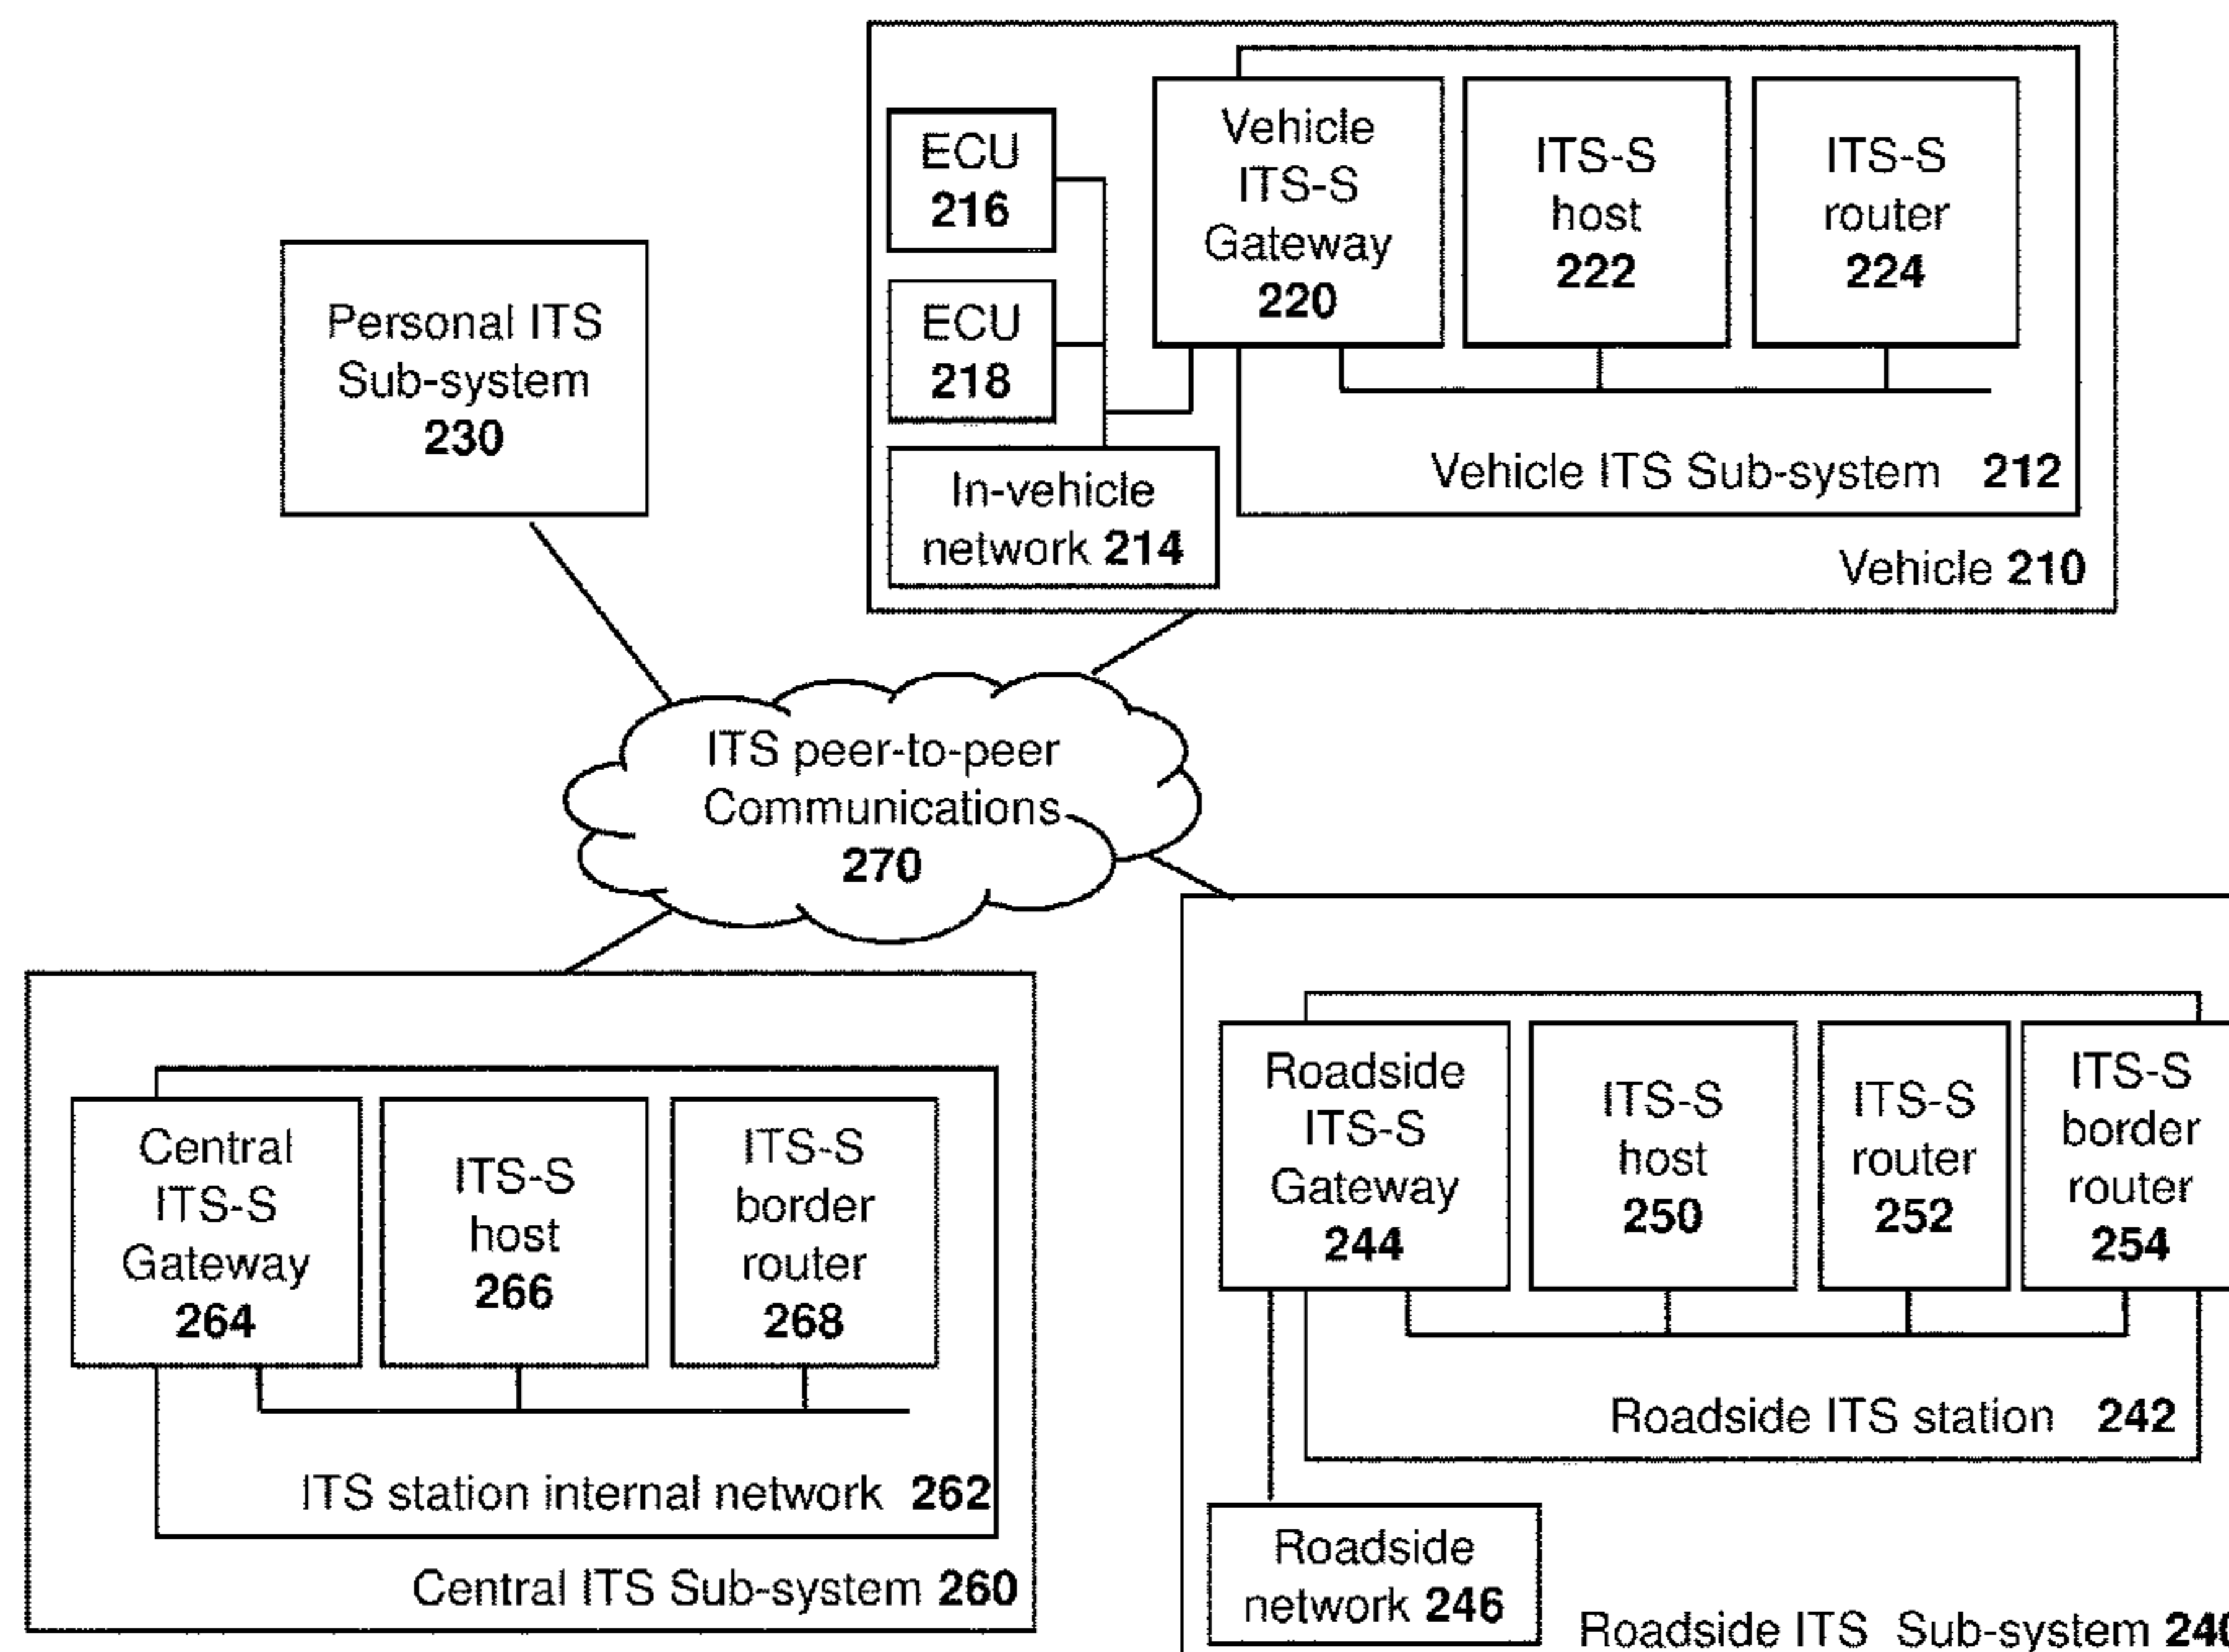 ECU
216
ECU
218
In-vehicle
network 214
Vehicle
ITS-S
Gateway
220
ITS-S
host
222
ITS-S
router
224
Vehicle ITS Sub-system 212
Vehicle 210
Personal ITS
Sub-system
230
ITS peer-to-peer
Communications
270
Central
ITS-S
Gateway
264
ITS-S
host
266
ITS-S
border
router
268
ITS station internal network 262
Central ITS Sub-system 260
Roadside
ITS-S
Gateway
244
ITS-S
host
250
ITS-S
router
252
ITS-S
border
router
254
Roadside ITS station 242
Roadside
network 246
Roadside ITS Sub-system 240